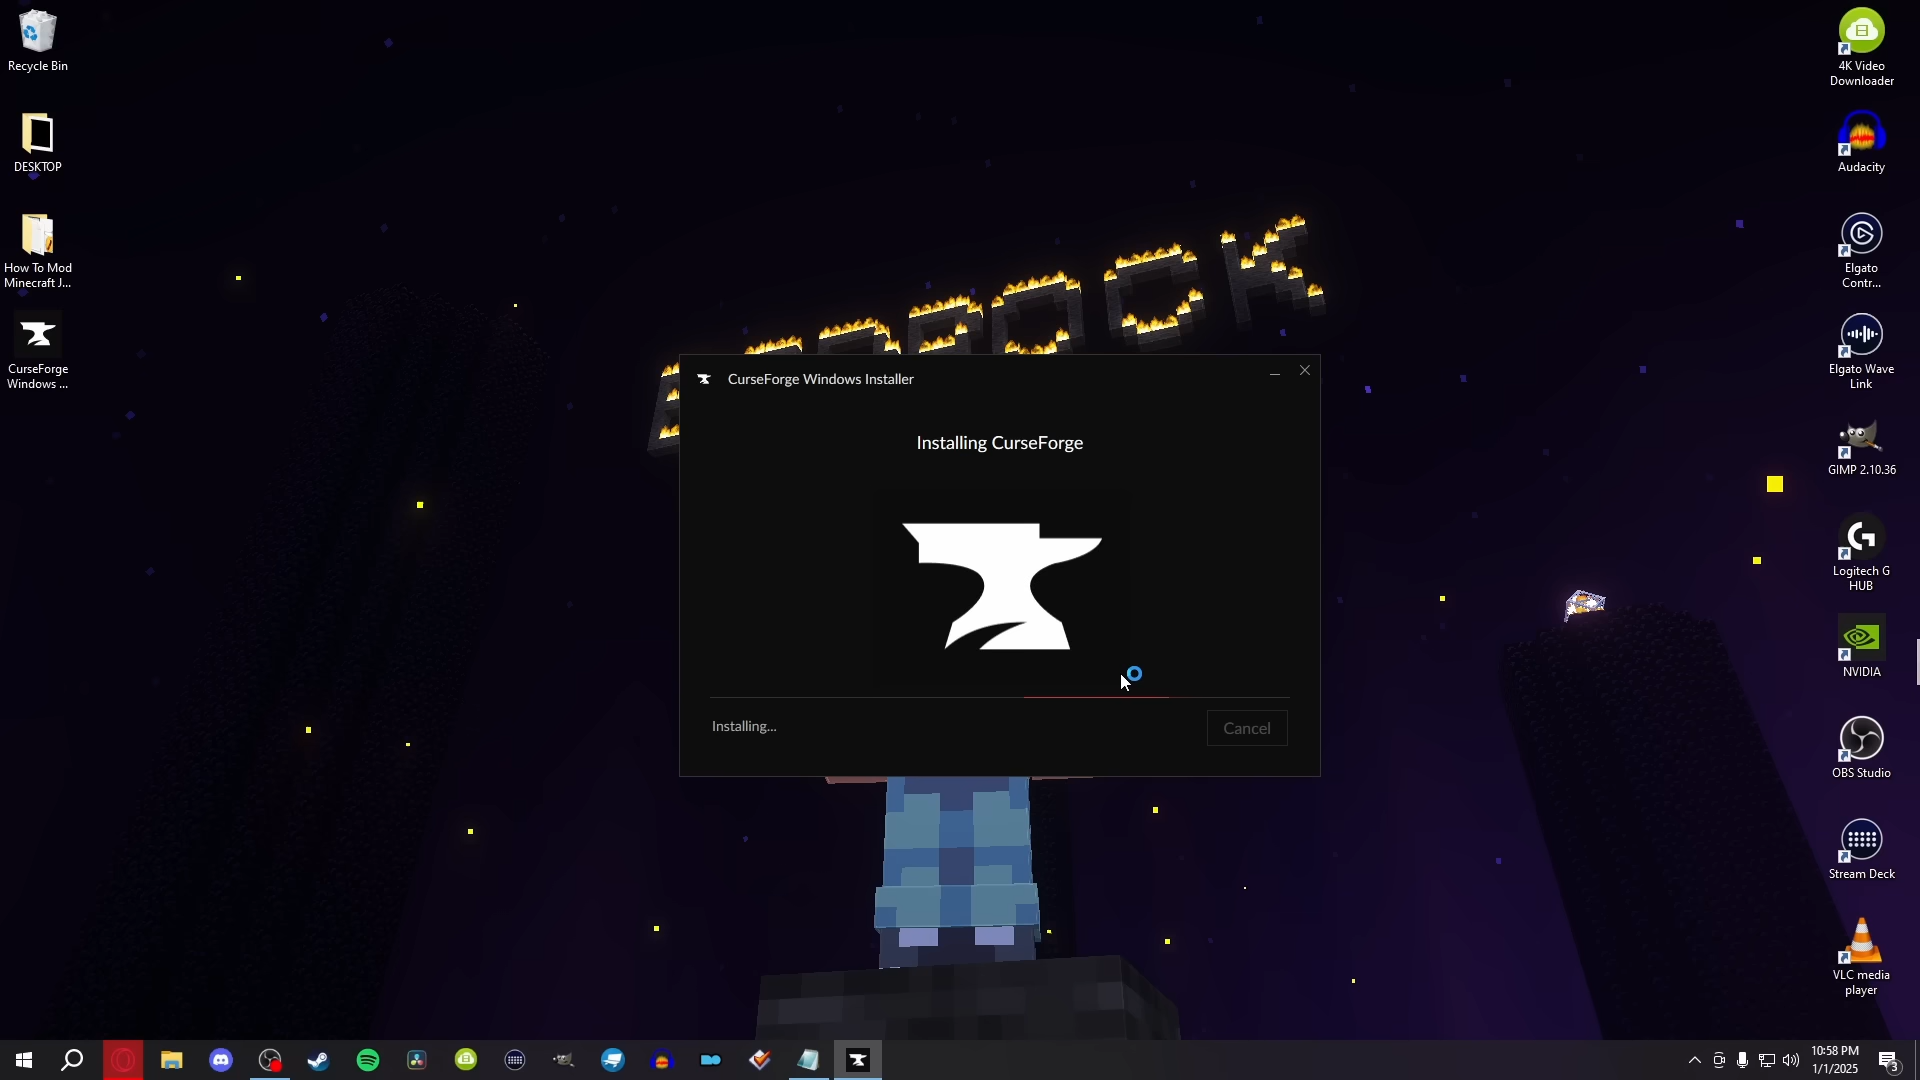 Recycle Bin
DESKTOP
How To Mod
Minecraft J...
CurseForge
Windows ...
CurseForge Windows Installer
Installing CurseForge
Installing...
Cancel
4K Video
Downloader
Audacity
Elgato
Contr...
Elgato Wave
Link
GIMP 2.10.36
Logitech G
HUB
NVIDIA
OBS Studio
Stream Deck
VLC media
player
10:58 PM
1/1/2025
3